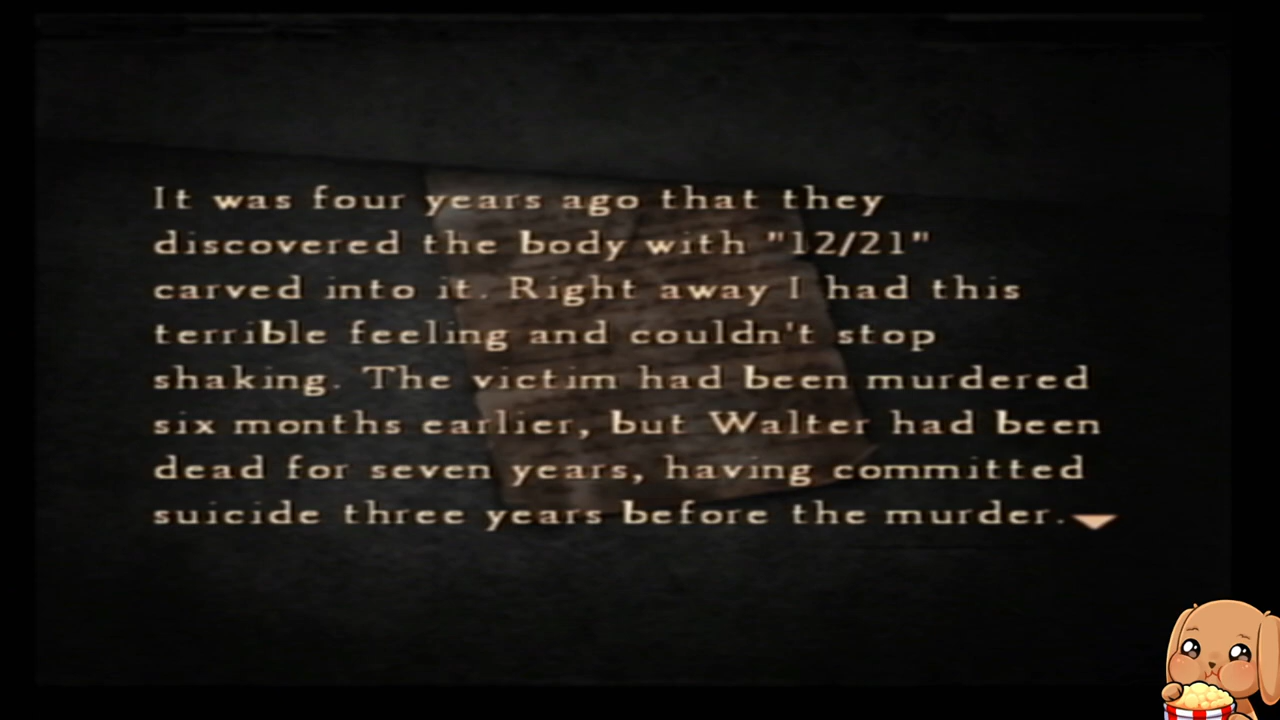 It was four years ago that they
discovered the body with "12/21"
carved into it. Right away I had this
terrible feeling and couldn't stop
shaking. The victim had been murdered
six months earlier, but Walter had been
dead for seven years, having committed
suicide three years before the murder.